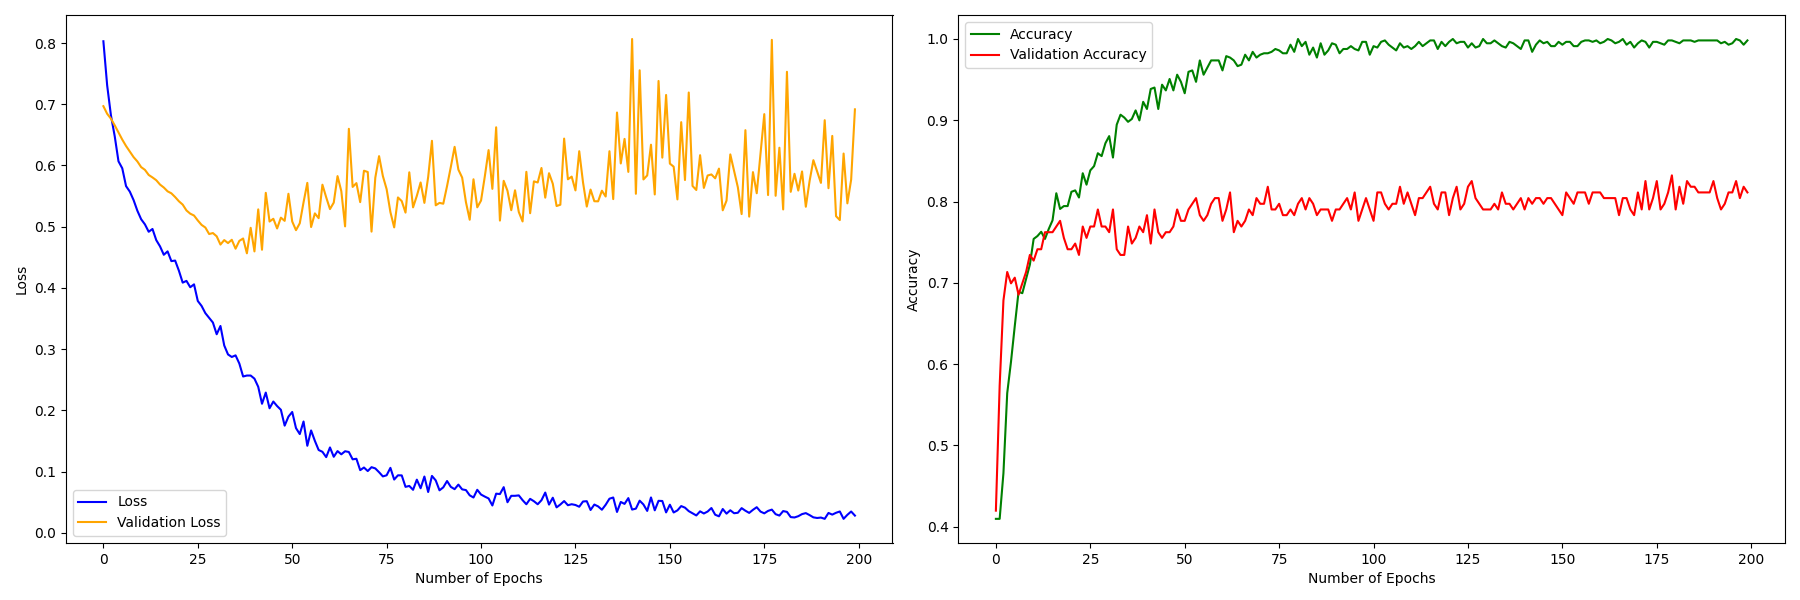 0.8
0.7
0.6
0.5
0.4
0.3
0.2
0.1
0.0
Loss
Loss
Validation Loss
0 25 50 75 100 125 150 175 200
Number of Epochs
1.0
0.9
0.8
0.7
0.6
0.5
0.4
Accuracy
Accuracy
Validation Accuracy
0 25 50 75 100 125 150 175 200
Number of Epochs